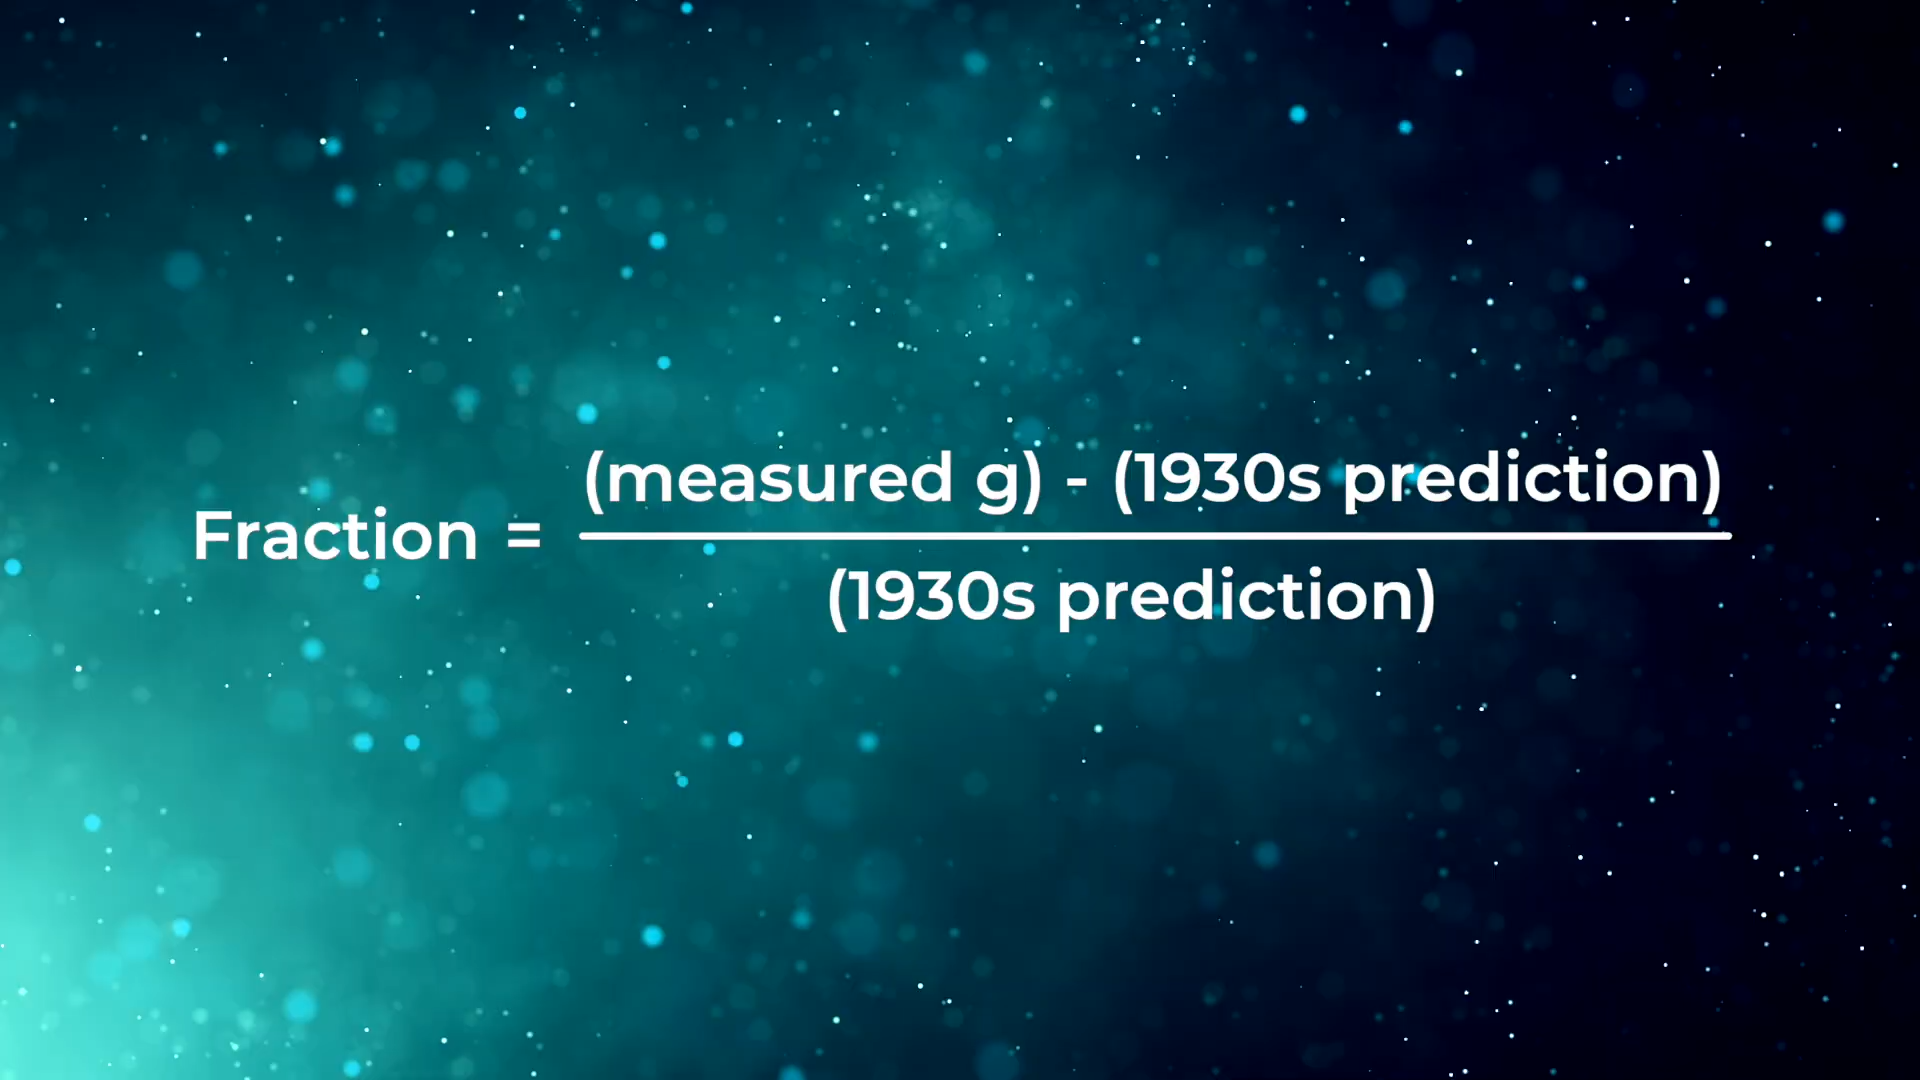 (measured g) - (1930s prediction)
Fraction =
(1930s prediction)